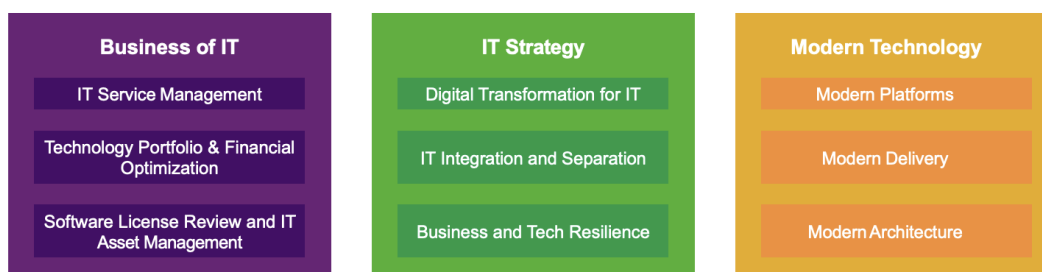 Business of IT
IT Service Management
Technology Portfolio & Financial
Optimization
Software License Review and IT
Asset Management
IT Strategy
Digital Transformation for IT
IT Integration and Separation
Business and Tech Resilience
Modern Technology
Modern Platforms
Modern Delivery
Modern Architecture